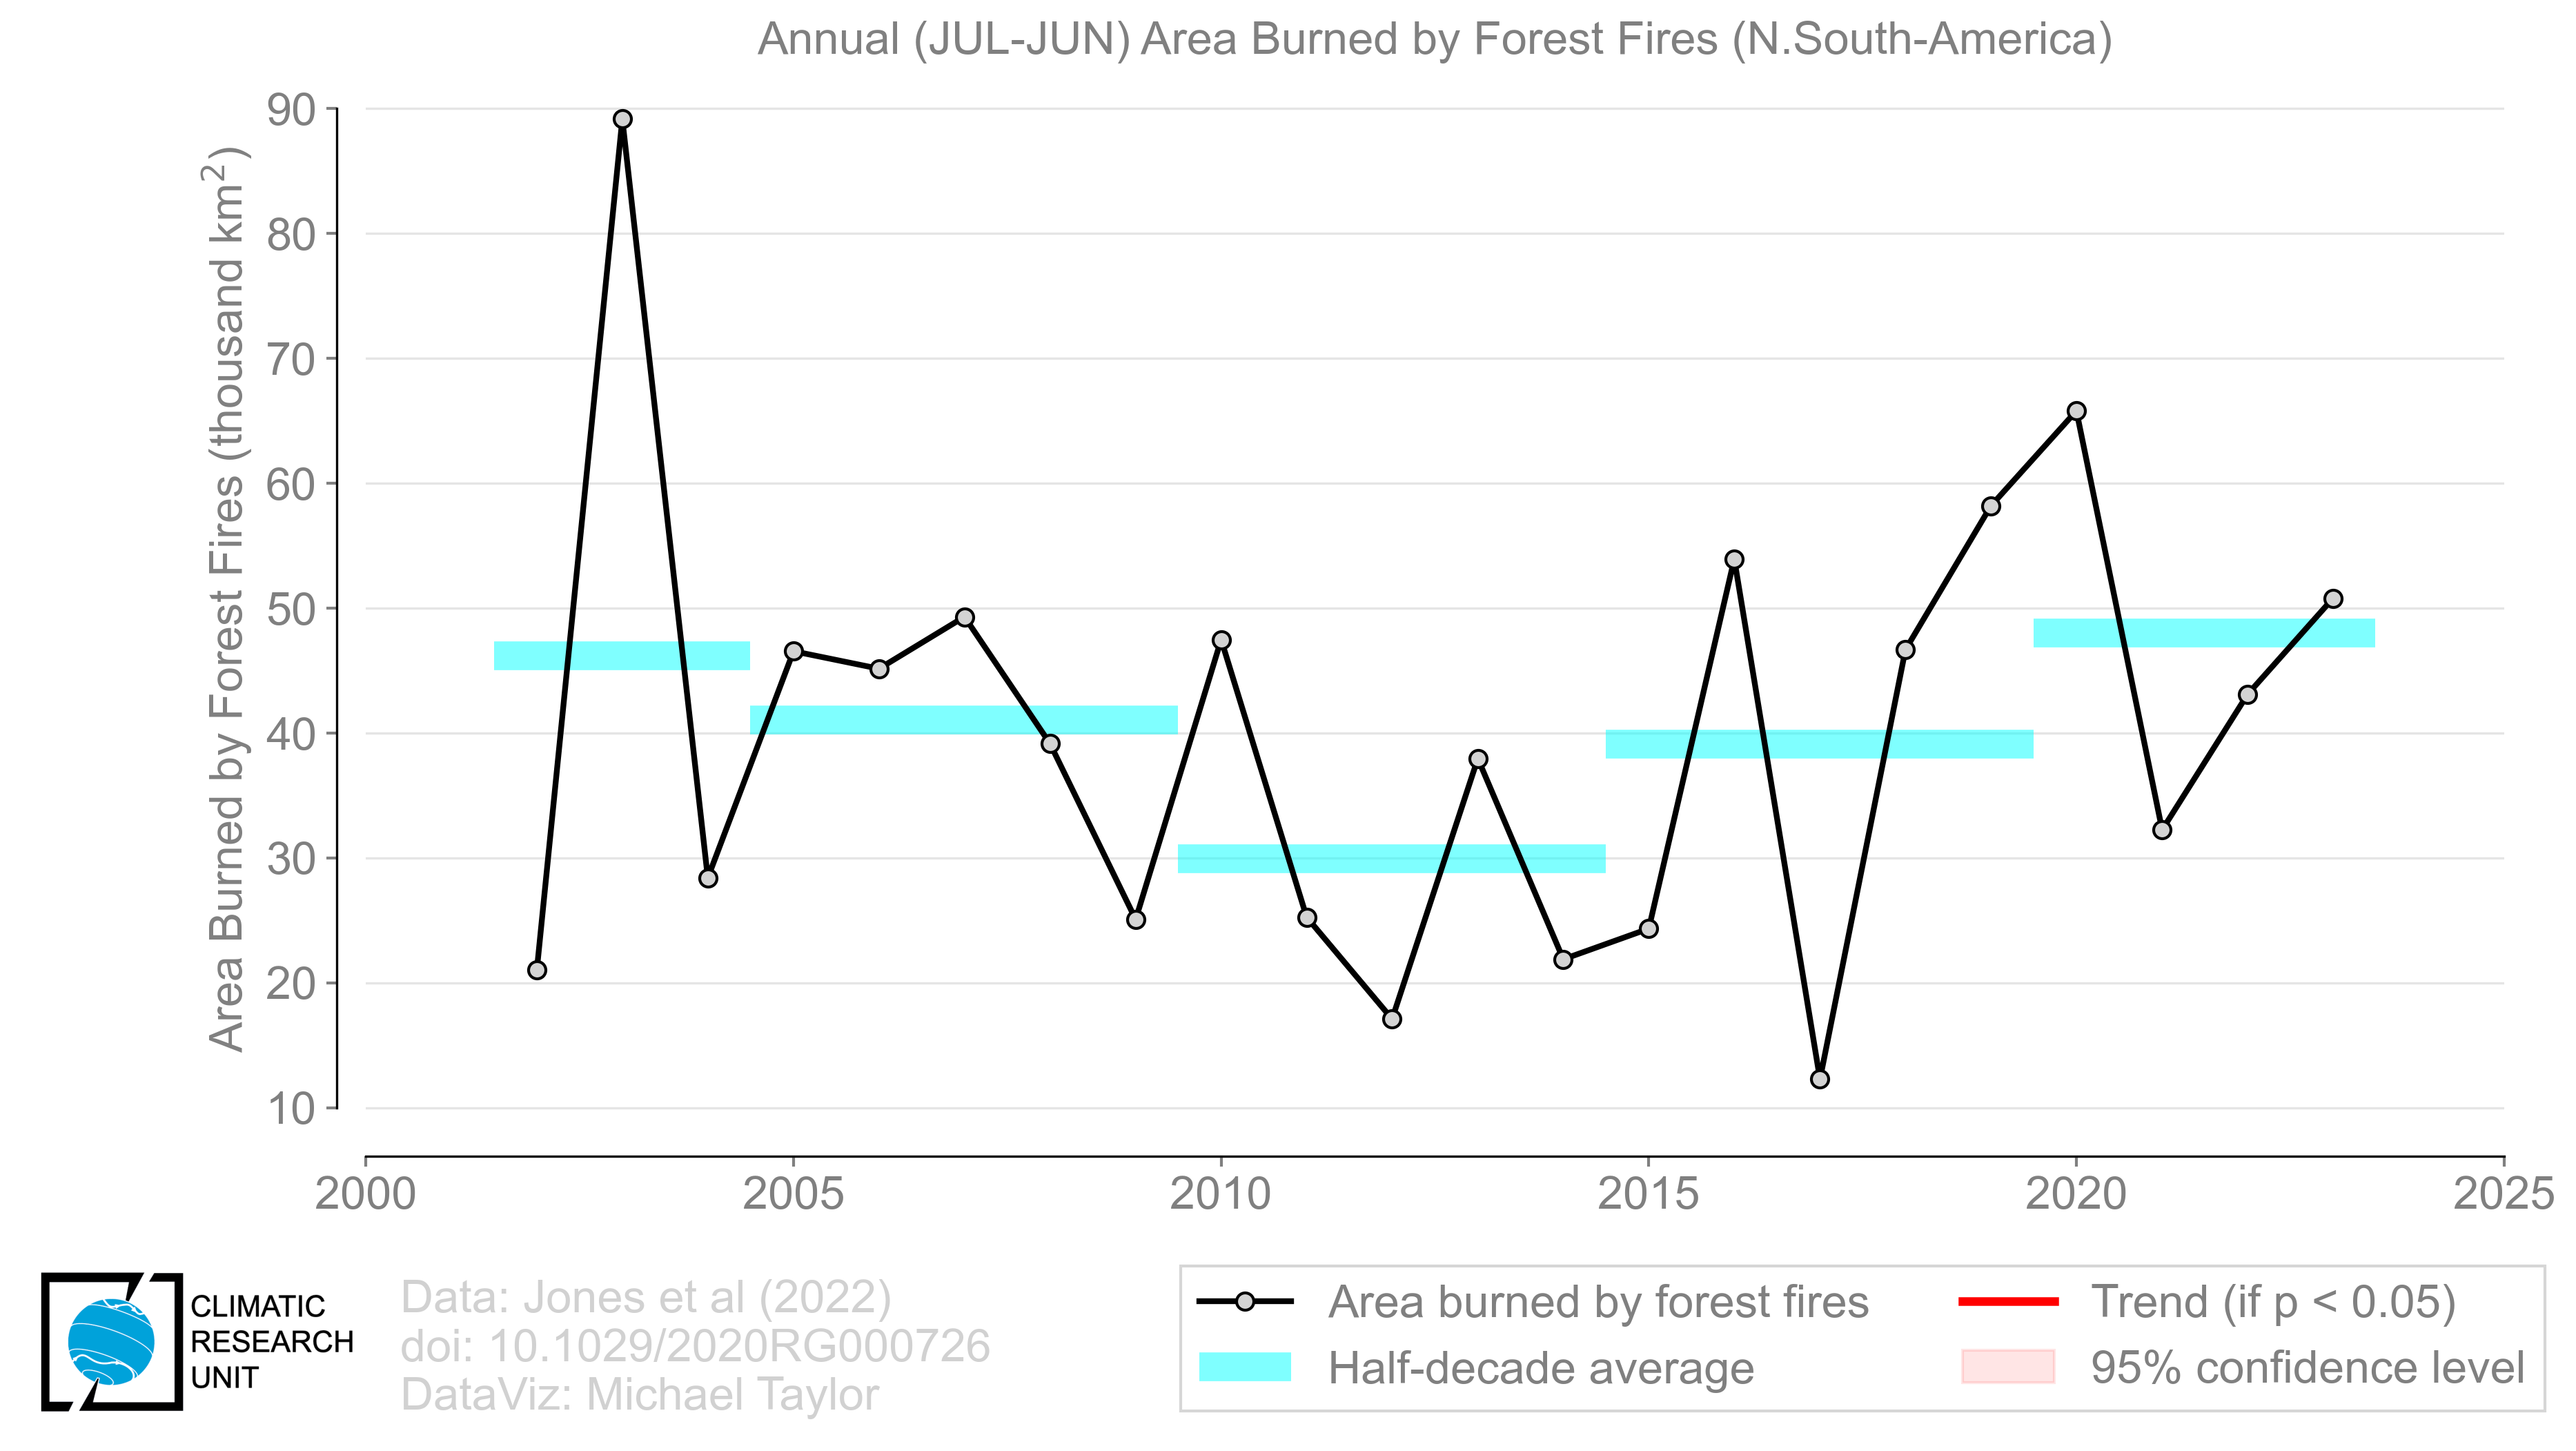 Annual (JUL-JUN) Area Burned by Forest Fires (N.South-America)
Area Burned by Forest Fires (thousand km²)
90
80
70
60
50
40
30
20
10
2000 2005 2010 2015 2020 2025
CLIMATIC
RESEARCH
UNIT
Data: Jones et al (2022)
doi: 10.1029/2020RG000726
DataViz: Michael Taylor
Area burned by forest fires
Half-decade average
Trend (if p < 0.05)
95% confidence level